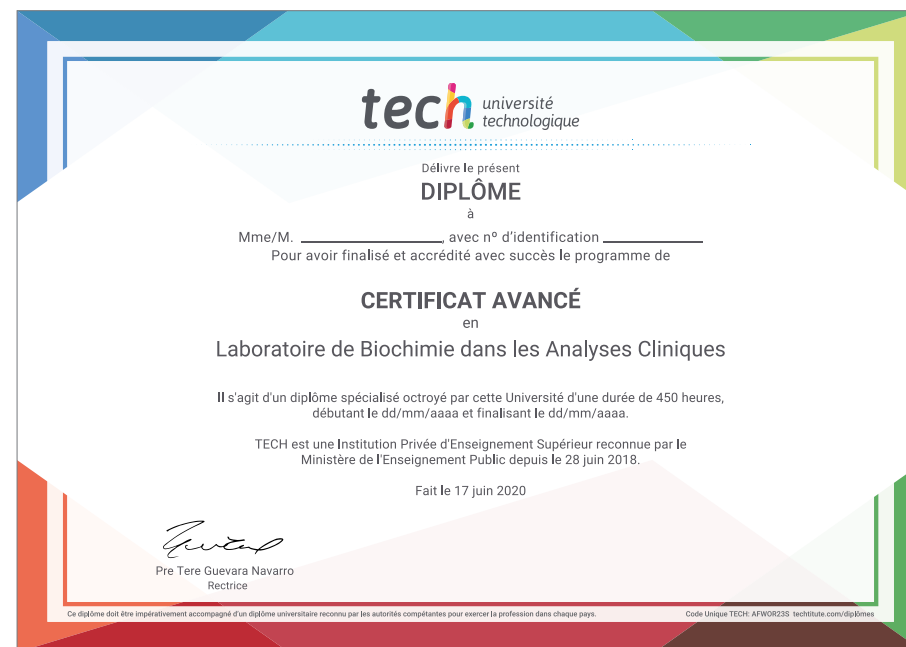 tech université
technologique
Délivre le présent
DIPLÔME
à
Mme/M. ____________________, avec nº d'identification ______________
Pour avoir finalisé et accrédité avec succès le programme de
CERTIFICAT AVANCÉ
en
Laboratoire de Biochimie dans les Analyses Cliniques
Il s'agit d'un diplôme spécialisé octroyé par cette Université d'une durée de 450 heures,
débutant le dd/mm/aaaa et finalisant le dd/mm/aaaa.
TECH est une Institution Privée d'Enseignement Supérieur reconnue par le
Ministère de l'Enseignement Public depuis le 28 juin 2018.
Fait le 17 juin 2020
Pre Tere Guevara Navarro
Rectrice
Ce diplôme doit être impérativement accompagné d'un diplôme universitaire reconnu par les autorités compétantes pour exercer la profession dans chaque pays. Code Unique TECH: AFWOR23S techtitute.com/diplômes